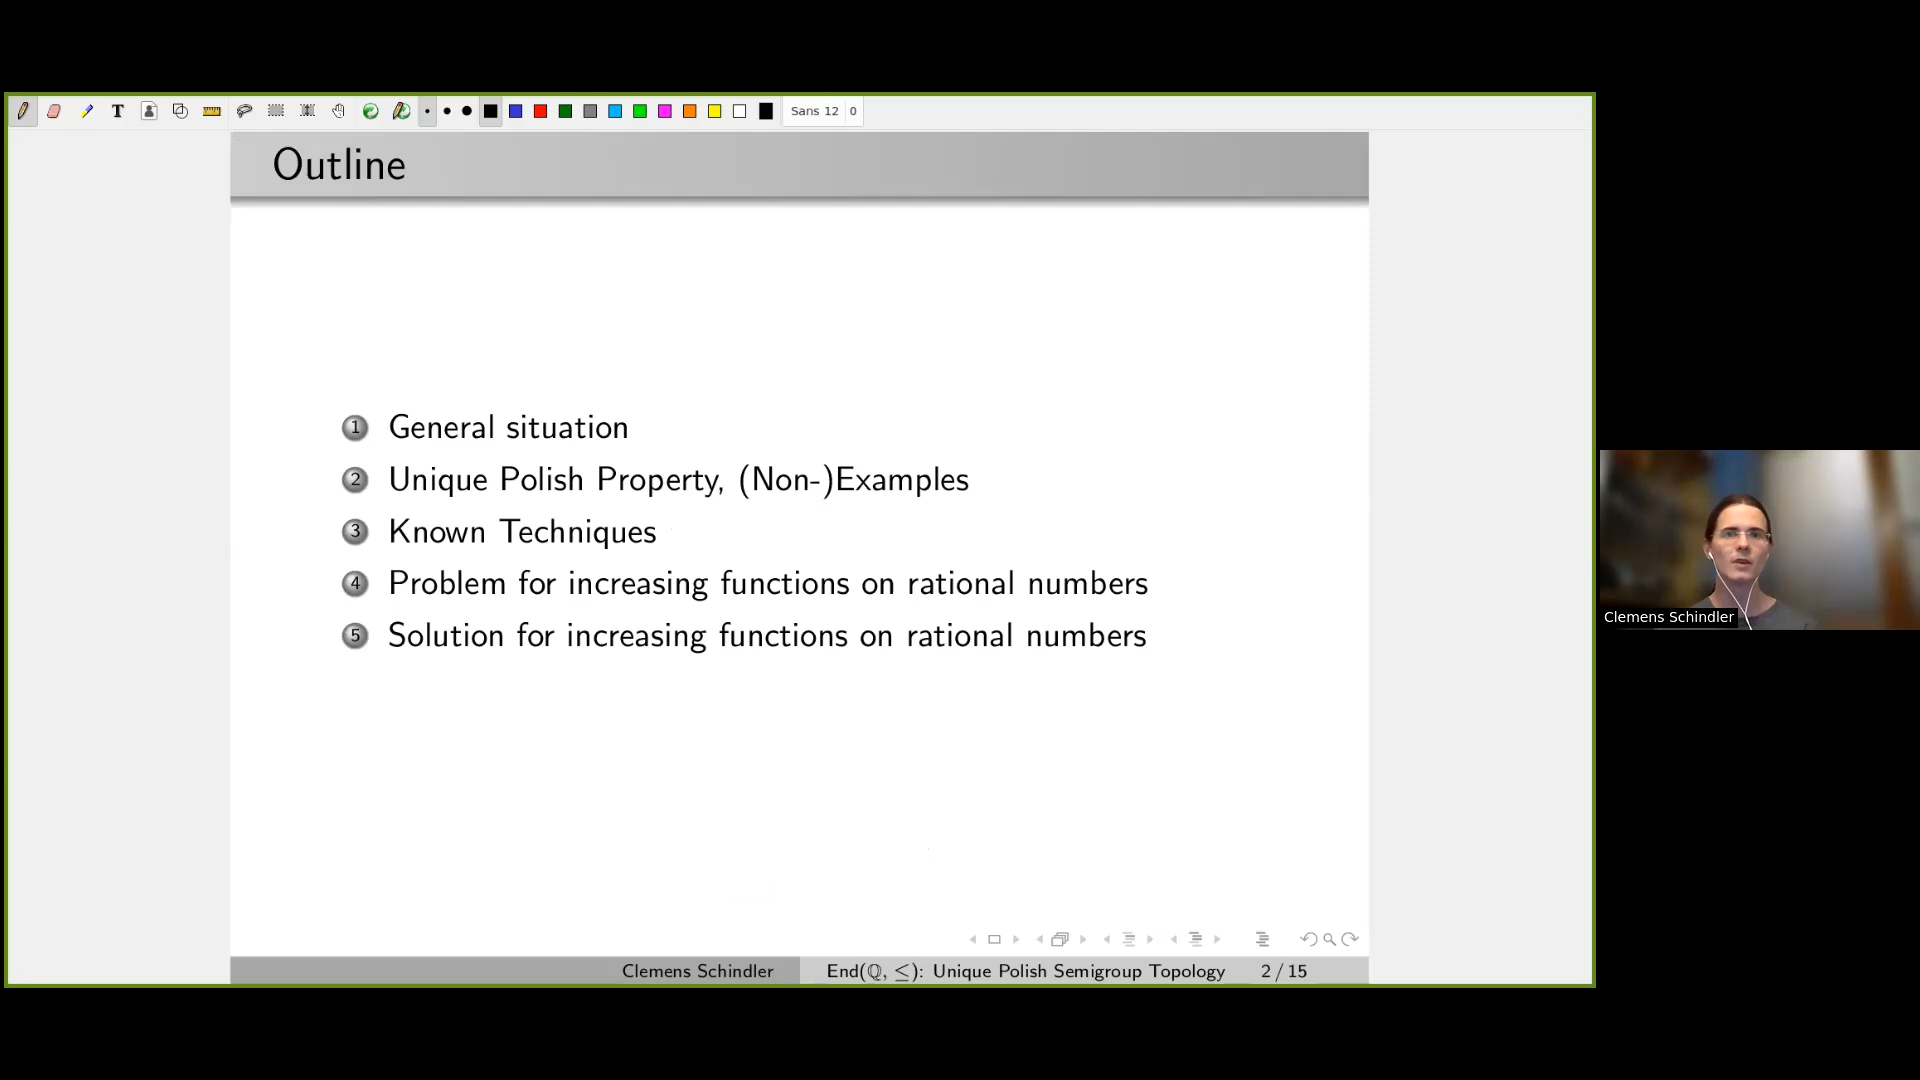 T
Sans 12 0
Outline
1 General situation
2 Unique Polish Property, (Non-)Examples
3 Known Techniques
4 Problem for increasing functions on rational numbers
5 Solution for increasing functions on rational numbers
Clemens Schindler
Clemens Schindler End(ℚ, ≤): Unique Polish Semigroup Topology 2 / 15